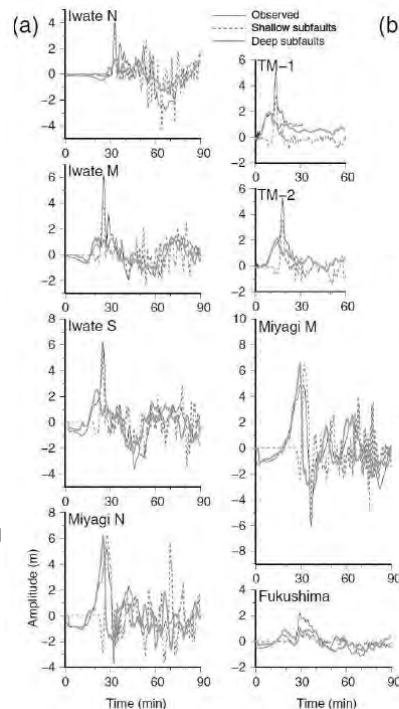 (a)
Iwate N
Observed
Shallow subfaults
Deep subfaults
(b)
4
2
0
−2
−4
0 30 60 90
Iwate M
6
4
2
0
−2
0 30 60 90
Iwate S
8
6
4
2
0
−2
−4
0 30 60 90
Miyagi N
8
6
4
2
0
−2
−4
0 30 60 90
Amplitude (m)
Time (min)
TM−1
6
4
2
0
−2
0 30 60
TM−2
6
4
2
0
−2
0 30 60
Miyagi M
10
8
6
4
2
0
−2
−4
−6
−8
0 30 60 90
Fukushima
4
2
0
−2
0 30 60 90
Time (min)